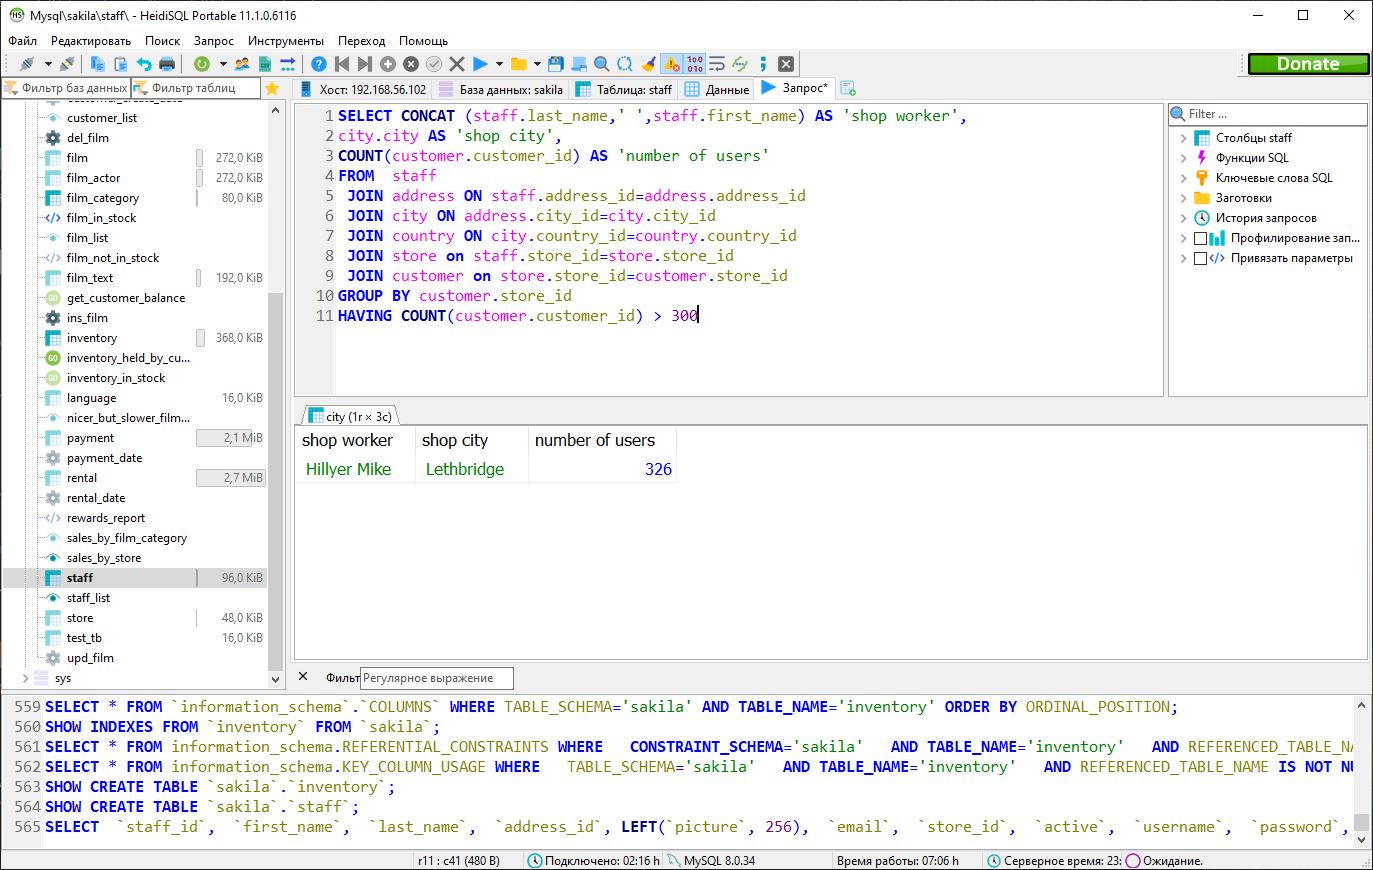 Mysql\sakila\staff\ - HeidiSQL Portable 11.1.0.6116
Файл Редактировать Поиск Запрос Инструменты Переход Помощь
Donate
Фильтр баз данных Фильтр таблиц
Хост: 192.168.56.102 База данных: sakila Таблица: staff Данные Запрос*
customer_list
del_film
film 272,0 KiB
film_actor 272,0 KiB
film_category 80,0 KiB
film_in_stock
film_list
film_not_in_stock
film_text 192,0 KiB
get_customer_balance
ins_film
inventory 368,0 KiB
inventory_held_by_cu...
inventory_in_stock
language 16,0 KiB
nicer_but_slower_film...
payment 2,1 MiB
payment_date
rental 2,7 MiB
rental_date
rewards_report
sales_by_film_category
sales_by_store
staff 96,0 KiB
staff_list
store 48,0 KiB
test_tb 16,0 KiB
upd_film
sys
1 SELECT CONCAT (staff.last_name,' ',staff.first_name) AS 'shop worker',
2 city.city AS 'shop city',
3 COUNT(customer.customer_id) AS 'number of users'
4 FROM  staff
5  JOIN address ON staff.address_id=address.address_id
6  JOIN city ON address.city_id=city.city_id
7  JOIN country ON city.country_id=country.country_id
8  JOIN store on staff.store_id=store.store_id
9  JOIN customer on store.store_id=customer.store_id
10 GROUP BY customer.store_id
11 HAVING COUNT(customer.customer_id) > 300
Filter ...
Столбцы staff
Функции SQL
Ключевые слова SQL
Заготовки
История запросов
Профилирование зап...
Привязать параметры
city (1r × 3c)
shop worker shop city number of users
Hillyer Mike Lethbridge 326
Фильт Регулярное выражение
559 SELECT * FROM `information_schema`.`COLUMNS` WHERE TABLE_SCHEMA='sakila' AND TABLE_NAME='inventory' ORDER BY ORDINAL_POSITION;
560 SHOW INDEXES FROM `inventory` FROM `sakila`;
561 SELECT * FROM information_schema.REFERENTIAL_CONSTRAINTS WHERE   CONSTRAINT_SCHEMA='sakila'   AND TABLE_NAME='inventory'   AND REFERENCED_TABLE_NA
562 SELECT * FROM information_schema.KEY_COLUMN_USAGE WHERE   TABLE_SCHEMA='sakila'   AND TABLE_NAME='inventory'   AND REFERENCED_TABLE_NAME IS NOT NU
563 SHOW CREATE TABLE `sakila`.`inventory`;
564 SHOW CREATE TABLE `sakila`.`staff`;
565 SELECT  `staff_id`,  `first_name`,  `last_name`,  `address_id`, LEFT(`picture`, 256),  `email`,  `store_id`,  `active`,  `username`,  `password`,
r11 : c41 (480 B) Подключено: 02:16 h MySQL 8.0.34 Время работы: 07:06 h Серверное время: 23: Ожидание.